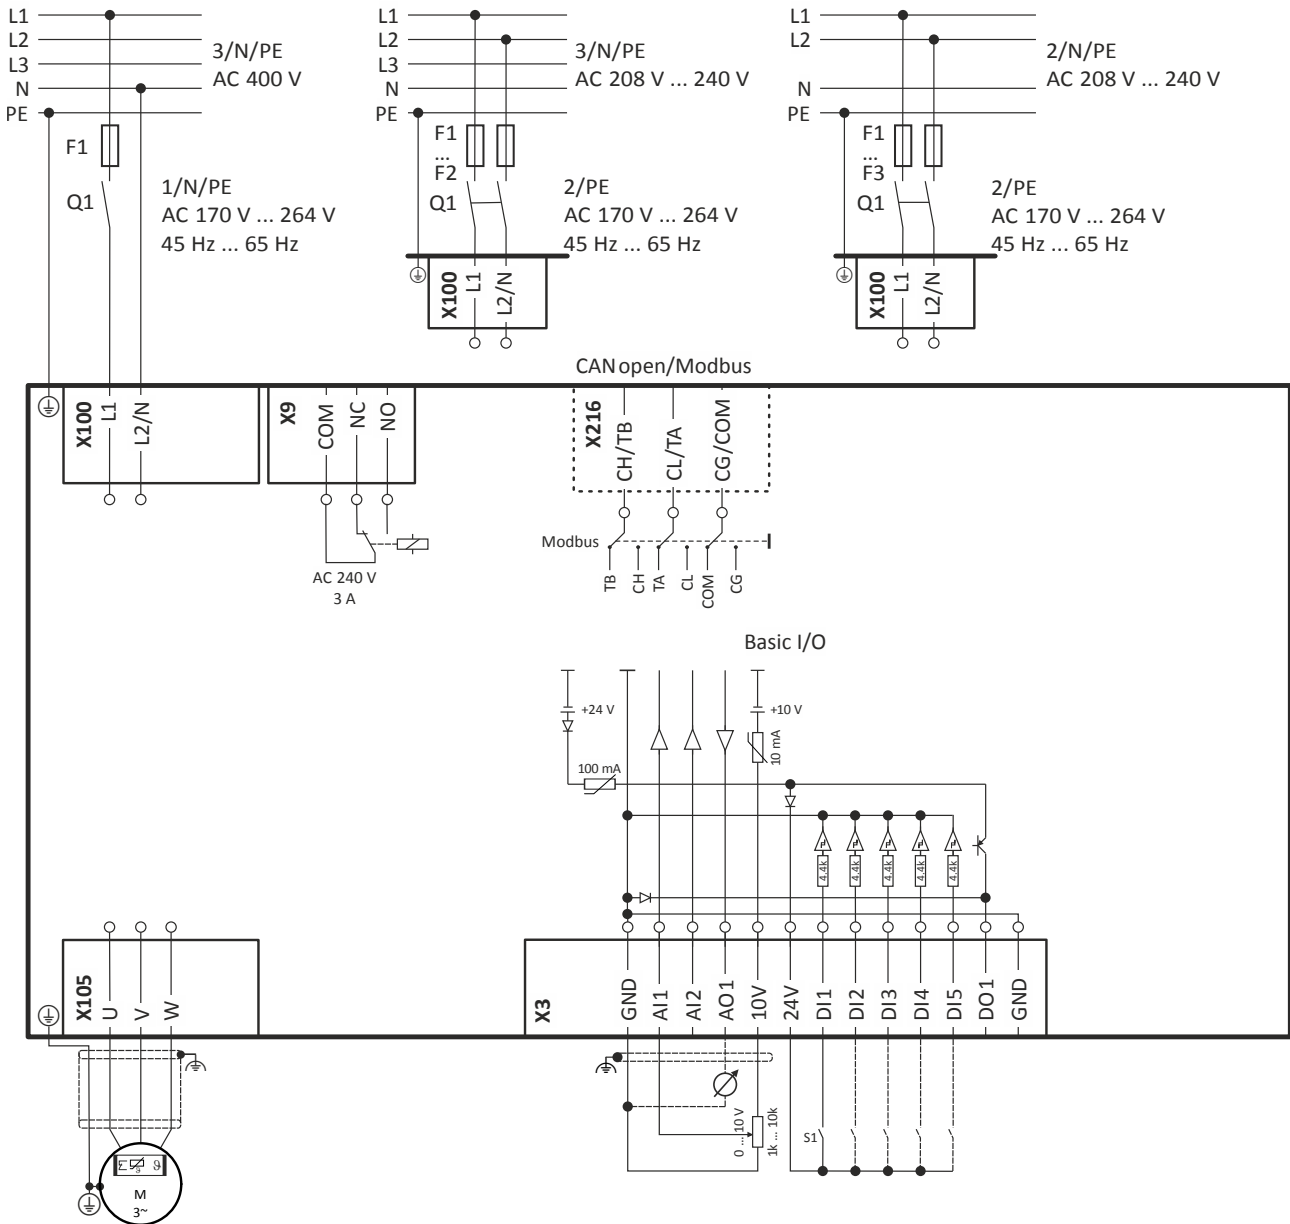 L1
L2
L3
N
PE
3/N/PE
AC 400 V
F1
Q1
1/N/PE
AC 170 V ... 264 V
45 Hz ... 65 Hz
L1
L2
L3
N
PE
3/N/PE
AC 208 V ... 240 V
F1
...
F2
Q1
2/PE
AC 170 V ... 264 V
45 Hz ... 65 Hz
X100
L1
L2/N
L1
L2
N
PE
2/N/PE
AC 208 V ... 240 V
F1
...
F3
Q1
2/PE
AC 170 V ... 264 V
45 Hz ... 65 Hz
X100
L1
L2/N
CANopen/Modbus
X100
L1
L2/N
X9
COM
NC
NO
AC 240 V
3 A
X216
CH/TB
CL/TA
CG/COM
Modbus
TB
CH
TA
CL
COM
CG
Basic I/O
+24 V
+10 V
10 mA
100 mA
4.4k
4.4k
4.4k
4.4k
4.4k
X105
U
V
W
X3
GND
AI1
AI2
AO1
10V
24V
DI1
DI2
DI3
DI4
DI5
DO1
GND
0 ... 10 V
1k ... 10k
S1
ϑ
M
3~